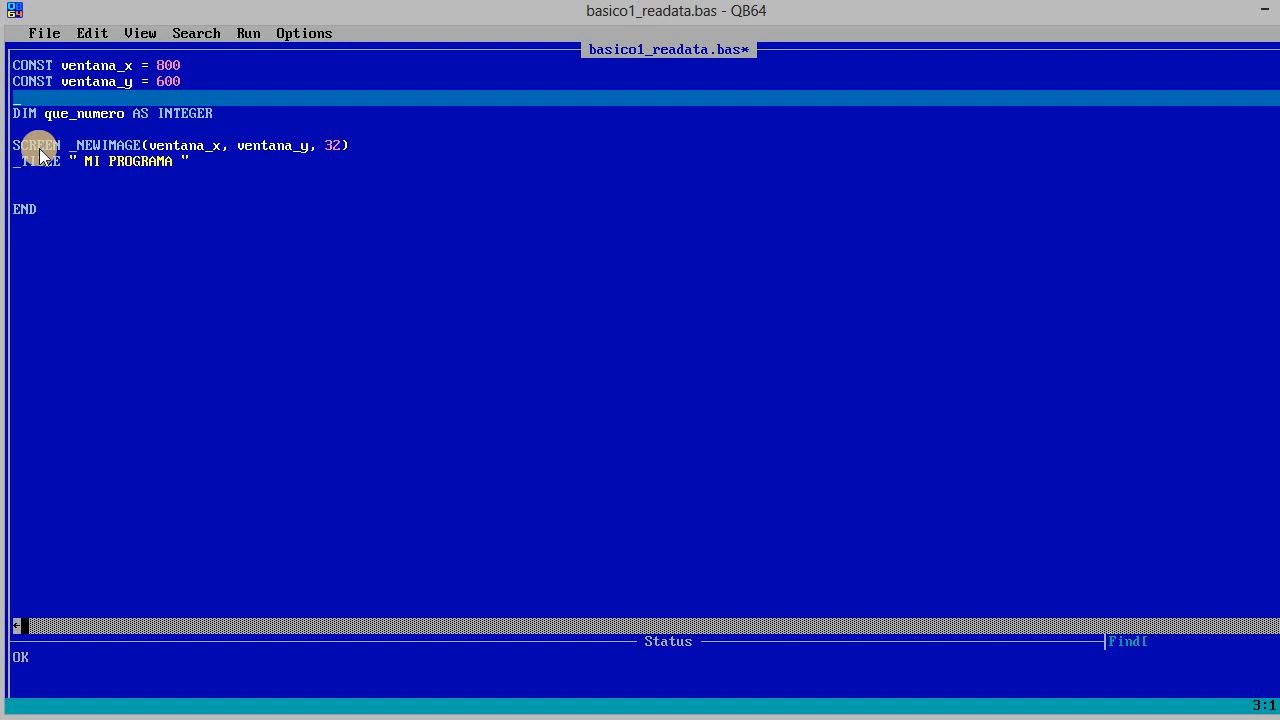 QB64
basico1_readata.bas - QB64
File Edit View Search Run Options
basico1_readata.bas*
CONST ventana_x = 800
CONST ventana_y = 600
DIM que_numero AS INTEGER
SCREEN _NEWIMAGE(ventana_x, ventana_y, 32)
_TITLE " MI PROGRAMA "
END
Status
Find[
OK
3:1